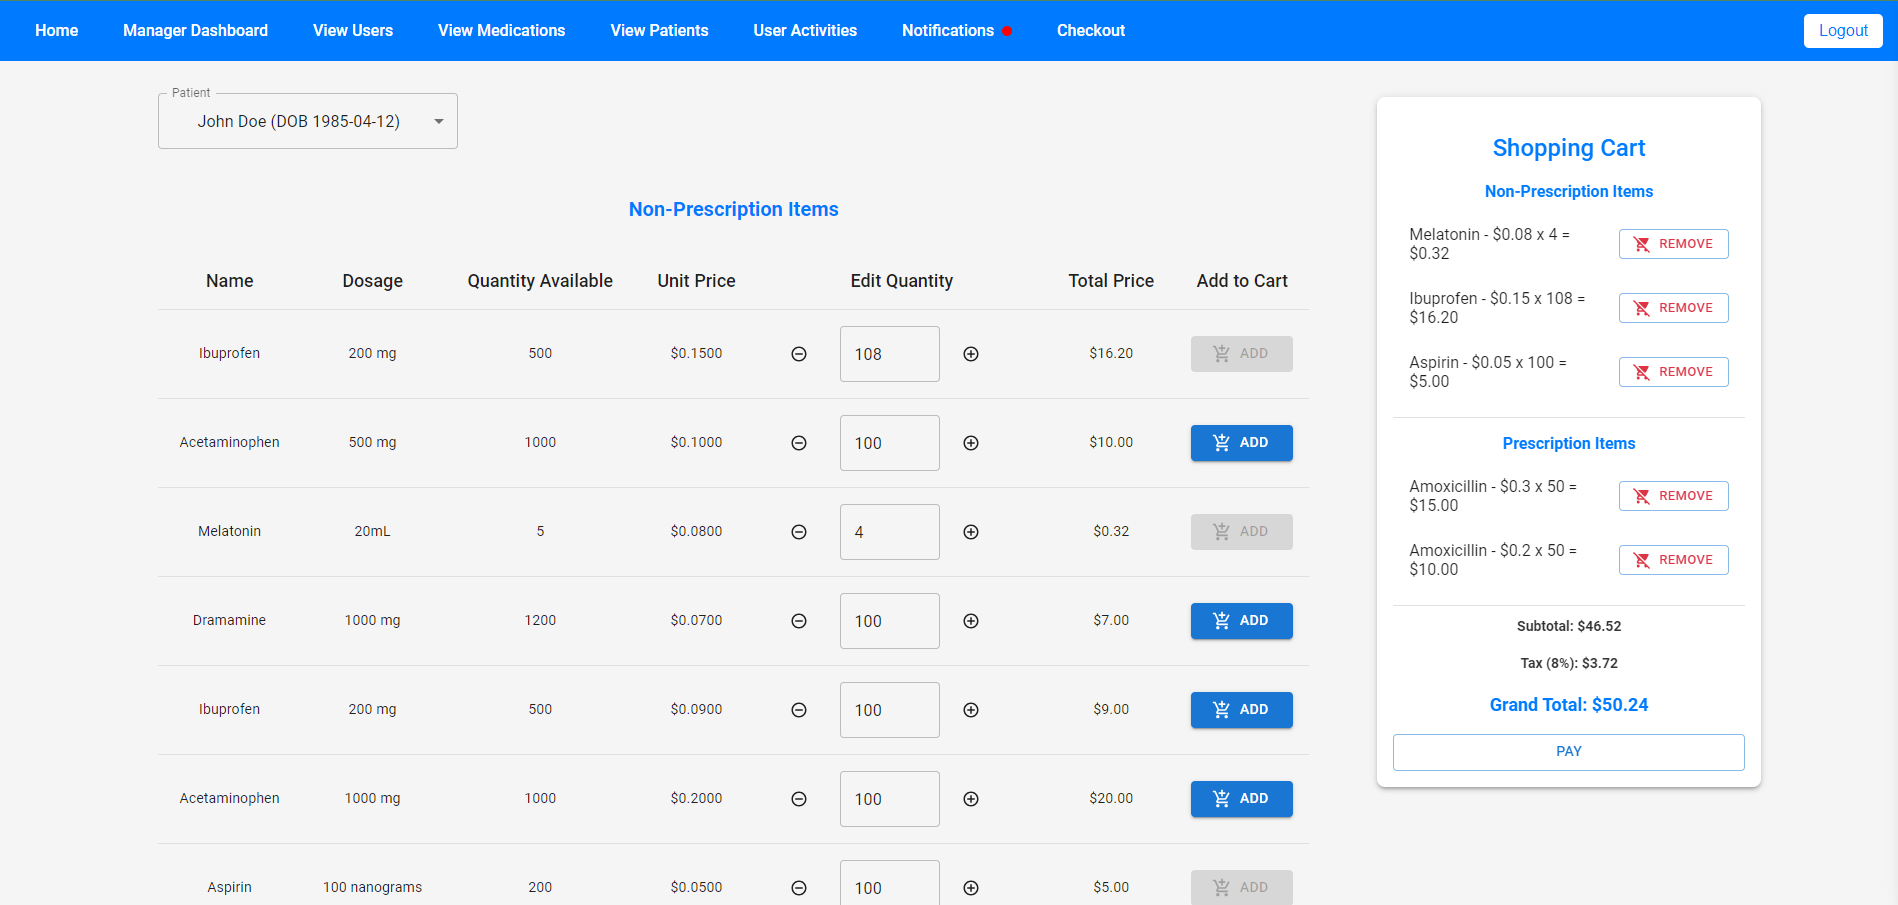 Home Manager Dashboard View Users View Medications View Patients User Activities Notifications Checkout Logout
Patient
John Doe (DOB 1985-04-12)
Non-Prescription Items
Name Dosage Quantity Available Unit Price Edit Quantity Total Price Add to Cart
Ibuprofen 200 mg 500 $0.1500 108 $16.20 ADD
Acetaminophen 500 mg 1000 $0.1000 100 $10.00 ADD
Melatonin 20mL 5 $0.0800 4 $0.32 ADD
Dramamine 1000 mg 1200 $0.0700 100 $7.00 ADD
Ibuprofen 200 mg 500 $0.0900 100 $9.00 ADD
Acetaminophen 1000 mg 1000 $0.2000 100 $20.00 ADD
Aspirin 100 nanograms 200 $0.0500 100 $5.00 ADD
Shopping Cart
Non-Prescription Items
Melatonin - $0.08 x 4 =
$0.32
REMOVE
Ibuprofen - $0.15 x 108 =
$16.20
REMOVE
Aspirin - $0.05 x 100 =
$5.00
REMOVE
Prescription Items
Amoxicillin - $0.3 x 50 =
$15.00
REMOVE
Amoxicillin - $0.2 x 50 =
$10.00
REMOVE
Subtotal: $46.52
Tax (8%): $3.72
Grand Total: $50.24
PAY